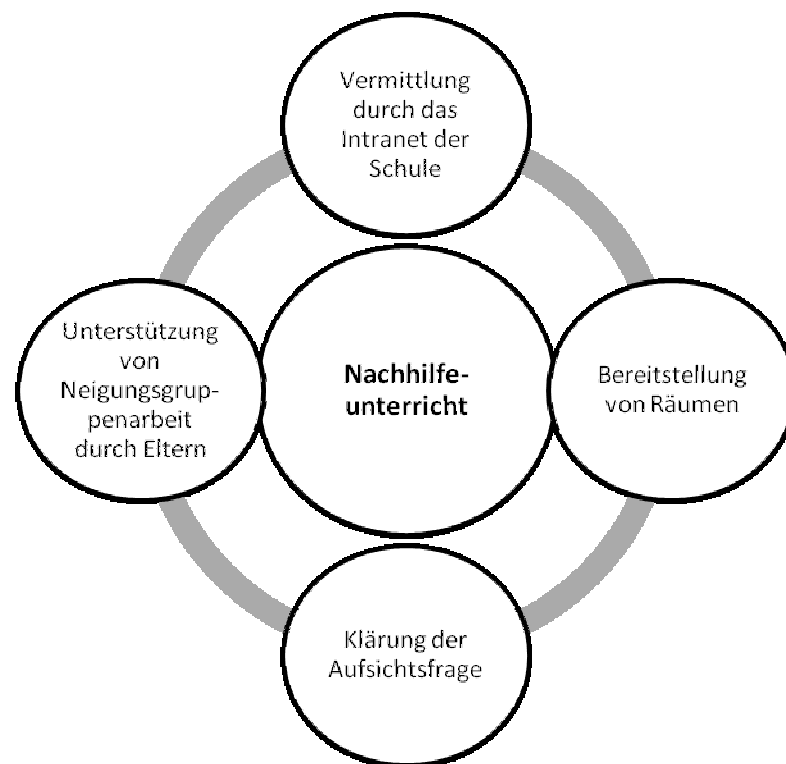 Vermittlung
durch das
Intranet der
Schule
Unterstützung
von
Neigungsgrup-
penarbeit
durch Eltern
Nachhilfe-
unterricht
Bereitstellung
von Räumen
Klärung der
Aufsichtsfrage